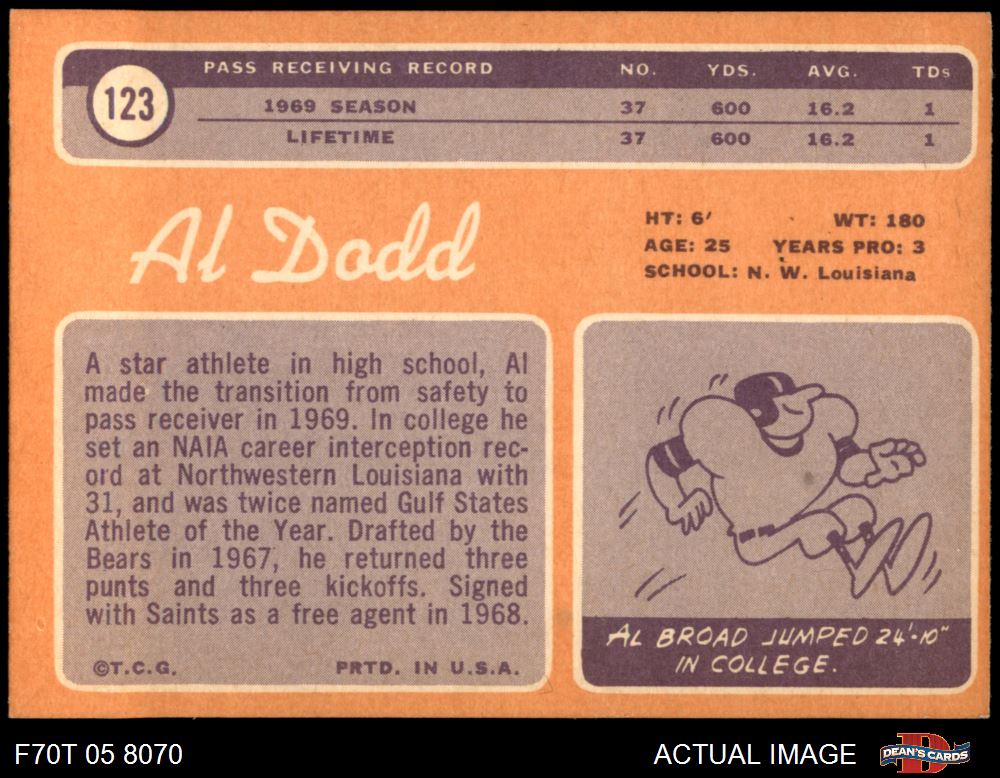 123
PASS RECEIVING RECORD NO. YDS. AVG. TDs
1969 SEASON 37 600 16.2 1
LIFETIME 37 600 16.2 1
Al Dodd
HT: 6' WT: 180
AGE: 25 YEARS PRO: 3
SCHOOL: N. W. Louisiana
A star athlete in high school, Al
made the transition from safety to
pass receiver in 1969. In college he
set an NAIA career interception rec-
ord at Northwestern Louisiana with
31, and was twice named Gulf States
Athlete of the Year. Drafted by the
Bears in 1967, he returned three
punts and three kickoffs. Signed
with Saints as a free agent in 1968.
©T.C.G. PRTD. IN U.S.A.
AL BROAD JUMPED 24'-10"
IN COLLEGE.
F70T 05 8070 ACTUAL IMAGE DEAN'S CARDS